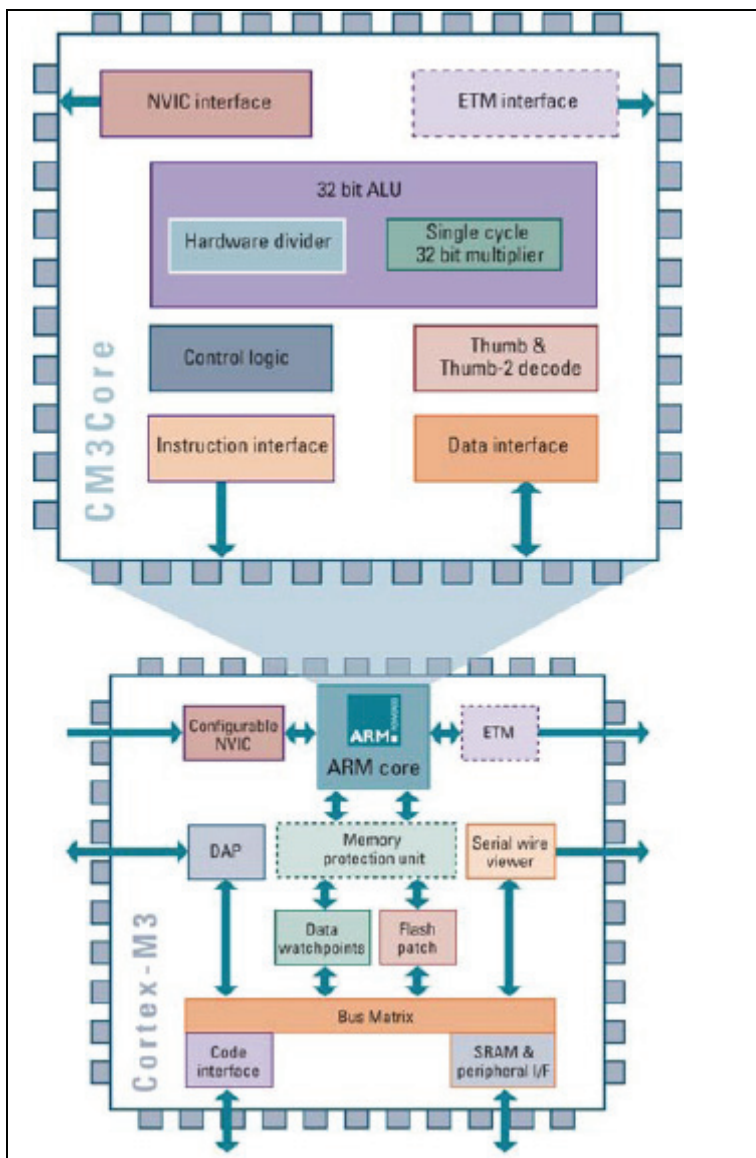 NVIC interface
ETM interface
32 bit ALU
Hardware divider
Single cycle
32 bit multiplier
Control logic
Thumb &
Thumb-2 decode
Instruction interface
Data interface
CM3Core
Configurable
NVIC
ARM
POWERED
ARM core
ETM
DAP
Memory
protection unit
Serial wire
viewer
Data
watchpoints
Flash
patch
Bus Matrix
Code
interface
SRAM &
peripheral I/F
Cortex-M3